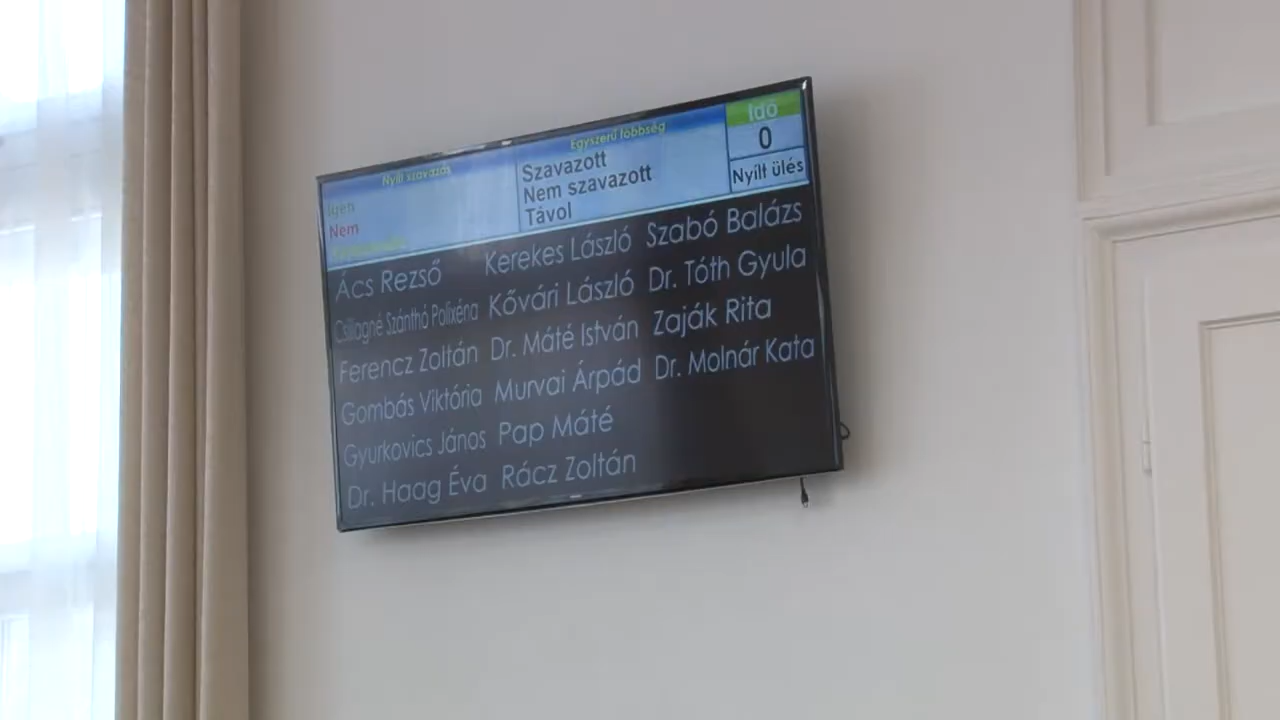 Nyílt szavazás
Egyszerű többség
Idő
Igen
Nem
Szavazott
Nem szavazott
Távol
0
Nyílt ülés
Ács Rezső
Csillagné Szánthó Polixéna
Ferencz Zoltán
Gombás Viktória
Gyurkovics János
Dr. Haag Éva
Kerekes László
Kővári László
Dr. Máté István
Murvai Árpád
Pap Máté
Rácz Zoltán
Szabó Balázs
Dr. Tóth Gyula
Zaják Rita
Dr. Molnár Kata